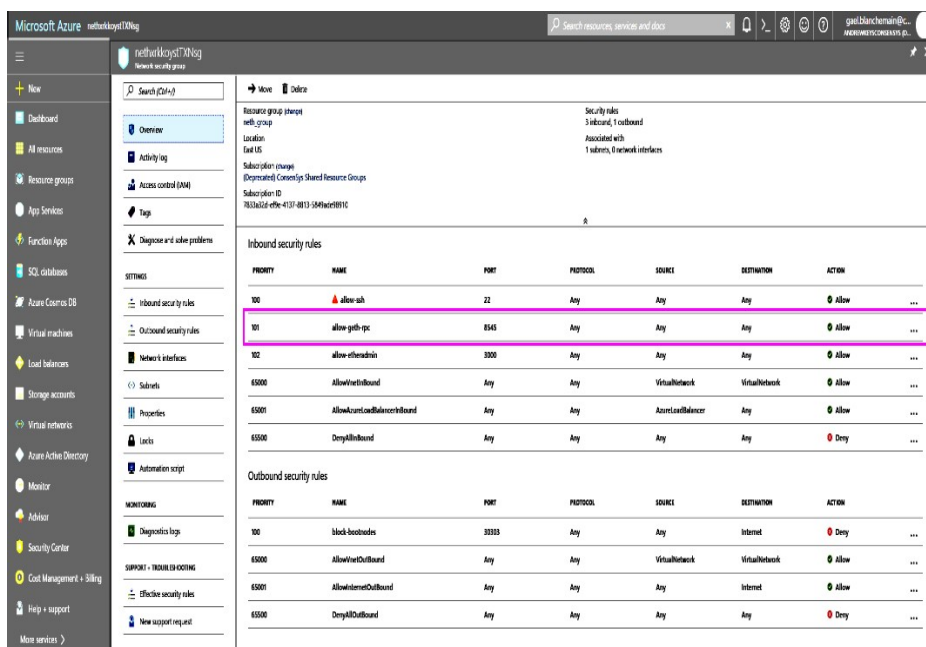 Microsoft Azure netharkkoystTXNsg
Search resources, services and docs
gael.blanchemain@c...
netharkkoystTXNsg
Network security group
New
Dashboard
All resources
Resource groups
App Services
Function Apps
SQL databases
Azure Cosmos DB
Virtual machines
Load balancers
Storage accounts
Virtual networks
Azure Active Directory
Monitor
Advisor
Security Center
Cost Management + Billing
Help + support
More services >
Search (Ctrl+/)
Overview
Activity log
Access control (IAM)
Tags
Diagnose and solve problems
SETTINGS
Inbound security rules
Outbound security rules
Network interfaces
Subnets
Properties
Locks
Automation script
MONITORING
Diagnostics logs
SUPPORT + TROUBLESHOOTING
Effective security rules
New support request
Move Delete
Resource group (change)
neth_group
Location
East US
Subscription (change)
(Deprecated) ConsenSys Shared Resource Groups
Subscription ID
Security rules
3 inbound, 1 outbound
Associated with
1 subnets, 0 network interfaces
Inbound security rules
PRIORITY NAME PORT PROTOCOL SOURCE DESTINATION ACTION
100 allow-ssh 22 Any Any Any Allow ...
101 allow-geth-rpc 8545 Any Any Any Allow ...
102 allow-etheradmin 3000 Any Any Any Allow ...
65000 AllowVnetInBound Any Any VirtualNetwork VirtualNetwork Allow ...
65001 AllowAzureLoadBalancerInBound Any Any AzureLoadBalancer Any Allow ...
65500 DenyAllInBound Any Any Any Any Deny ...
Outbound security rules
PRIORITY NAME PORT PROTOCOL SOURCE DESTINATION ACTION
100 block-bootnodes 30303 Any Any Internet Deny ...
65000 AllowVnetOutBound Any Any VirtualNetwork VirtualNetwork Allow ...
65001 AllowInternetOutBound Any Any Any Internet Allow ...
65500 DenyAllOutBound Any Any Any Any Deny ...